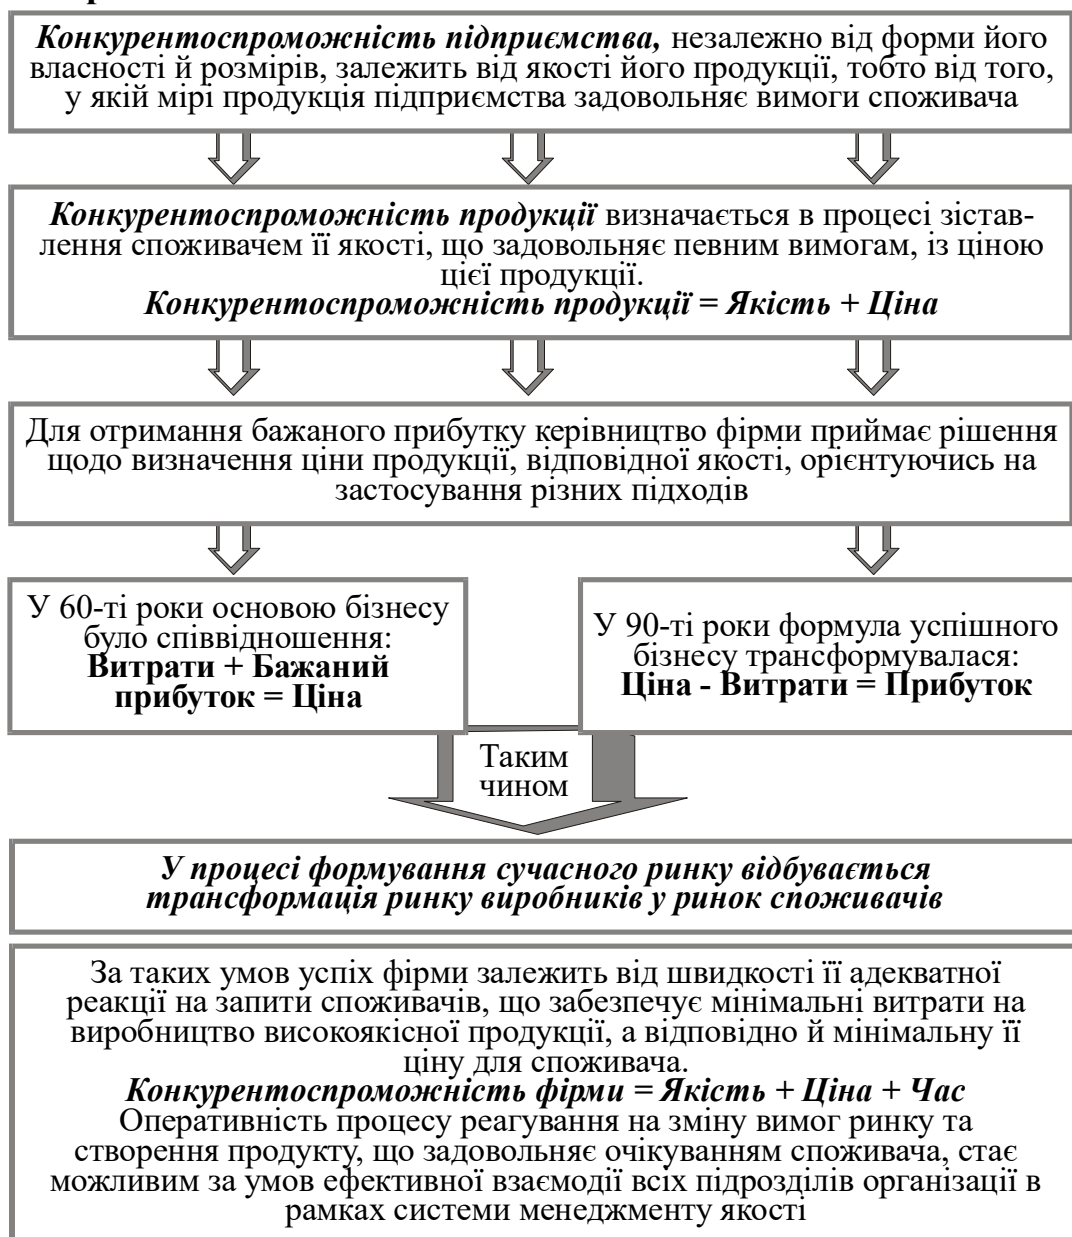 Конкурентоспроможність підприємства, незалежно від форми його
власності й розмірів, залежить від якості його продукції, тобто від того,
у якій мірі продукція підприємства задовольняє вимоги споживача
Конкурентоспроможність продукції визначається в процесі зістав-
лення споживачем її якості, що задовольняє певним вимогам, із ціною
цієї продукції.
Конкурентоспроможність продукції = Якість + Ціна
Для отримання бажаного прибутку керівництво фірми приймає рішення
щодо визначення ціни продукції, відповідної якості, орієнтуючись на
застосування різних підходів
У 60-ті роки основою бізнесу
було співвідношення:
Витрати + Бажаний
прибуток = Ціна
У 90-ті роки формула успішного
бізнесу трансформувалася:
Ціна - Витрати = Прибуток
Таким
чином
У процесі формування сучасного ринку відбувається
трансформація ринку виробників у ринок споживачів
За таких умов успіх фірми залежить від швидкості її адекватної
реакції на запити споживачів, що забезпечує мінімальні витрати на
виробництво високоякісної продукції, а відповідно й мінімальну її
ціну для споживача.
Конкурентоспроможність фірми = Якість + Ціна + Час
Оперативність процесу реагування на зміну вимог ринку та
створення продукту, що задовольняє очікуванням споживача, стає
можливим за умов ефективної взаємодії всіх підрозділів організації в
рамках системи менеджменту якості